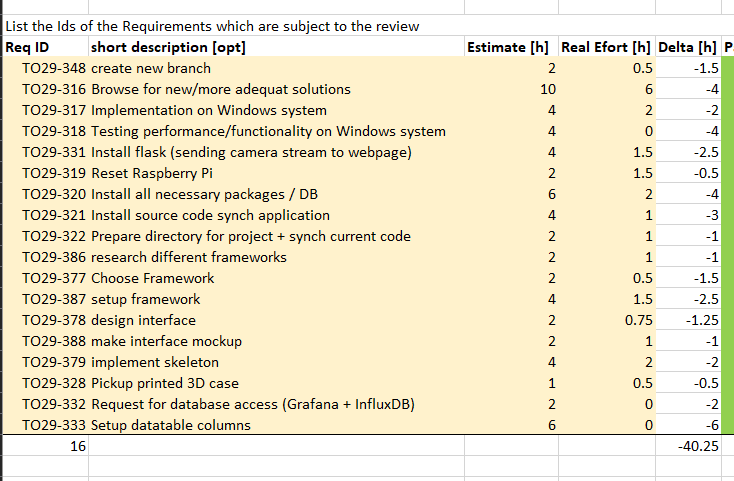 List the Ids of the Requirements which are subject to the review
Req ID short description [opt] Estimate [h] Real Efort [h] Delta [h] P
TO29-348 create new branch 2 0.5 -1.5
TO29-316 Browse for new/more adequat solutions 10 6 -4
TO29-317 Implementation on Windows system 4 2 -2
TO29-318 Testing performance/functionality on Windows system 4 0 -4
TO29-331 Install flask (sending camera stream to webpage) 4 1.5 -2.5
TO29-319 Reset Raspberry Pi 2 1.5 -0.5
TO29-320 Install all necessary packages / DB 6 2 -4
TO29-321 Install source code synch application 4 1 -3
TO29-322 Prepare directory for project + synch current code 2 1 -1
TO29-386 research different frameworks 2 1 -1
TO29-377 Choose Framework 2 0.5 -1.5
TO29-387 setup framework 4 1.5 -2.5
TO29-378 design interface 2 0.75 -1.25
TO29-388 make interface mockup 2 1 -1
TO29-379 implement skeleton 4 2 -2
TO29-328 Pickup printed 3D case 1 0.5 -0.5
TO29-332 Request for database access (Grafana + InfluxDB) 2 0 -2
TO29-333 Setup datatable columns 6 0 -6
16 -40.25